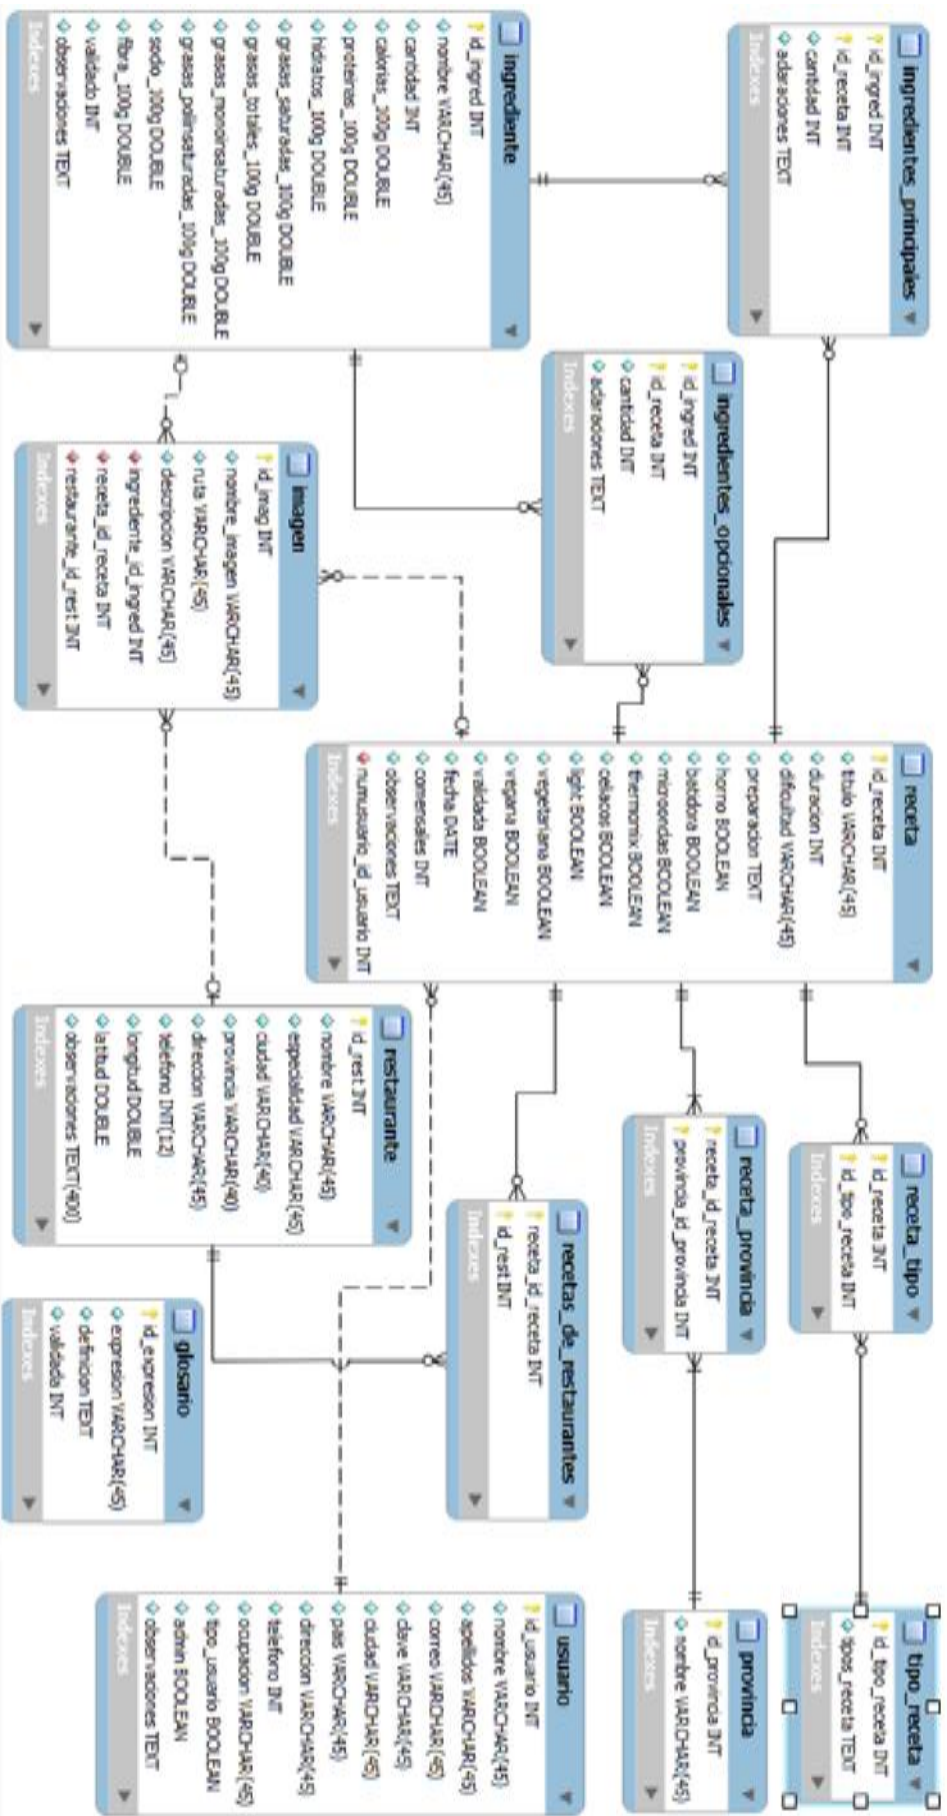 ingredientes_principales
id_ingred INT
id_receta INT
cantidad INT
aclaraciones TEXT
Indexes
ingrediente
id_ingred INT
nombre VARCHAR(45)
cantidad INT
calorias_100g DOUBLE
proteinas_100g DOUBLE
hidratos_100g DOUBLE
grasas_saturadas_100g DOUBLE
grasas_totales_100g DOUBLE
grasas_monoinsaturadas_100g DOUBLE
grasas_poliinsaturadas_100g DOUBLE
sodio_100g DOUBLE
fibra_100g DOUBLE
validado INT
observaciones TEXT
Indexes
ingredientes_opcionales
id_ingred INT
id_receta INT
cantidad INT
aclaraciones TEXT
Indexes
imagen
id_imag INT
nombre_imagen VARCHAR(45)
ruta VARCHAR(45)
descripcion VARCHAR(45)
ingrediente_id_ingred INT
receta_id_receta INT
restaurante_id_rest INT
Indexes
receta
id_receta INT
titulo VARCHAR(45)
duracion INT
dificultad VARCHAR(45)
preparacion TEXT
horno BOOLEAN
batidora BOOLEAN
microondas BOOLEAN
thermomix BOOLEAN
celiacos BOOLEAN
light BOOLEAN
vegetariana BOOLEAN
vregana BOOLEAN
validada BOOLEAN
fecha DATE
comensales INT
observaciones TEXT
numusuario_id_usuario INT
Indexes
receta_tipo
id_receta INT
id_tipo_receta INT
Indexes
receta_provincia
receta_id_receta INT
provincia_id_provincia INT
Indexes
recetas_de_restaurantes
receta_id_receta INT
id_rest INT
Indexes
restaurante
id_rest INT
nombre VARCHAR(45)
especialidad VARCHAR(45)
ciudad VARCHAR(40)
provincia VARCHAR(40)
direccion VARCHAR(45)
telefono INT(12)
longitud DOUBLE
latitud DOUBLE
observaciones TEXT(400)
Indexes
glosario
id_expresion INT
expresion VARCHAR(45)
definicion TEXT
validada INT
Indexes
tipo_receta
id_tipo_receta INT
tipos_receta TEXT
Indexes
provincia
id_provincia INT
nombre VARCHAR(45)
Indexes
usuario
id_usuario INT
nombre VARCHAR(45)
apellidos VARCHAR(45)
correo VARCHAR(45)
clave VARCHAR(45)
ciudad VARCHAR(45)
pais VARCHAR(45)
direccion VARCHAR(45)
telefono INT
ocupacion VARCHAR(45)
tipo_usuario BOOLEAN
admin BOOLEAN
observaciones TEXT
Indexes